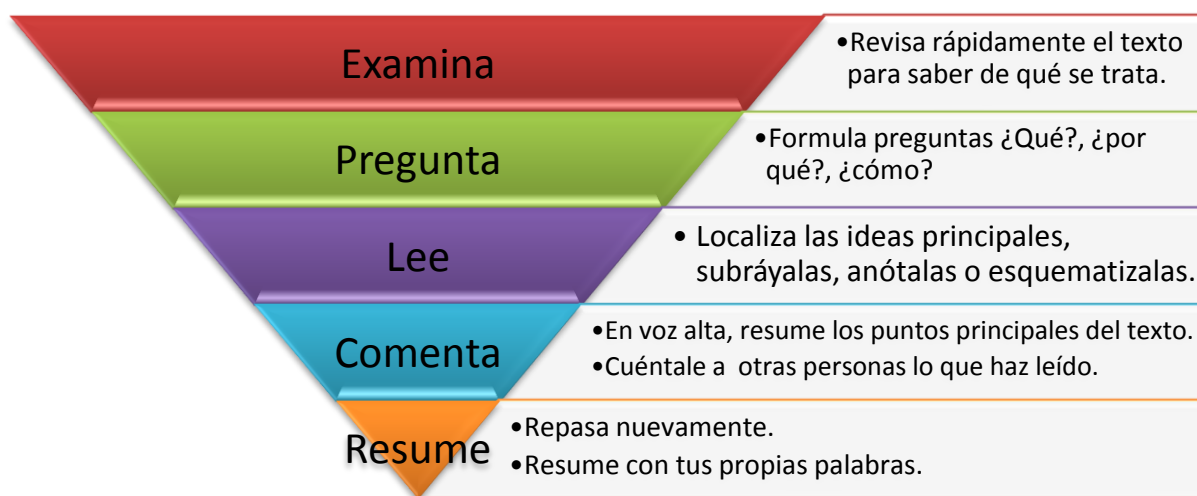 Examina
•Revisa rápidamente el texto
para saber de qué se trata.
Pregunta
•Formula preguntas ¿Qué?, ¿por
qué?, ¿cómo?
Lee
• Localiza las ideas principales,
subráyalas, anótalas o esquematizalas.
Comenta
•En voz alta, resume los puntos principales del texto.
•Cuéntale a otras personas lo que haz leído.
Resume
•Repasa nuevamente.
•Resume con tus propias palabras.